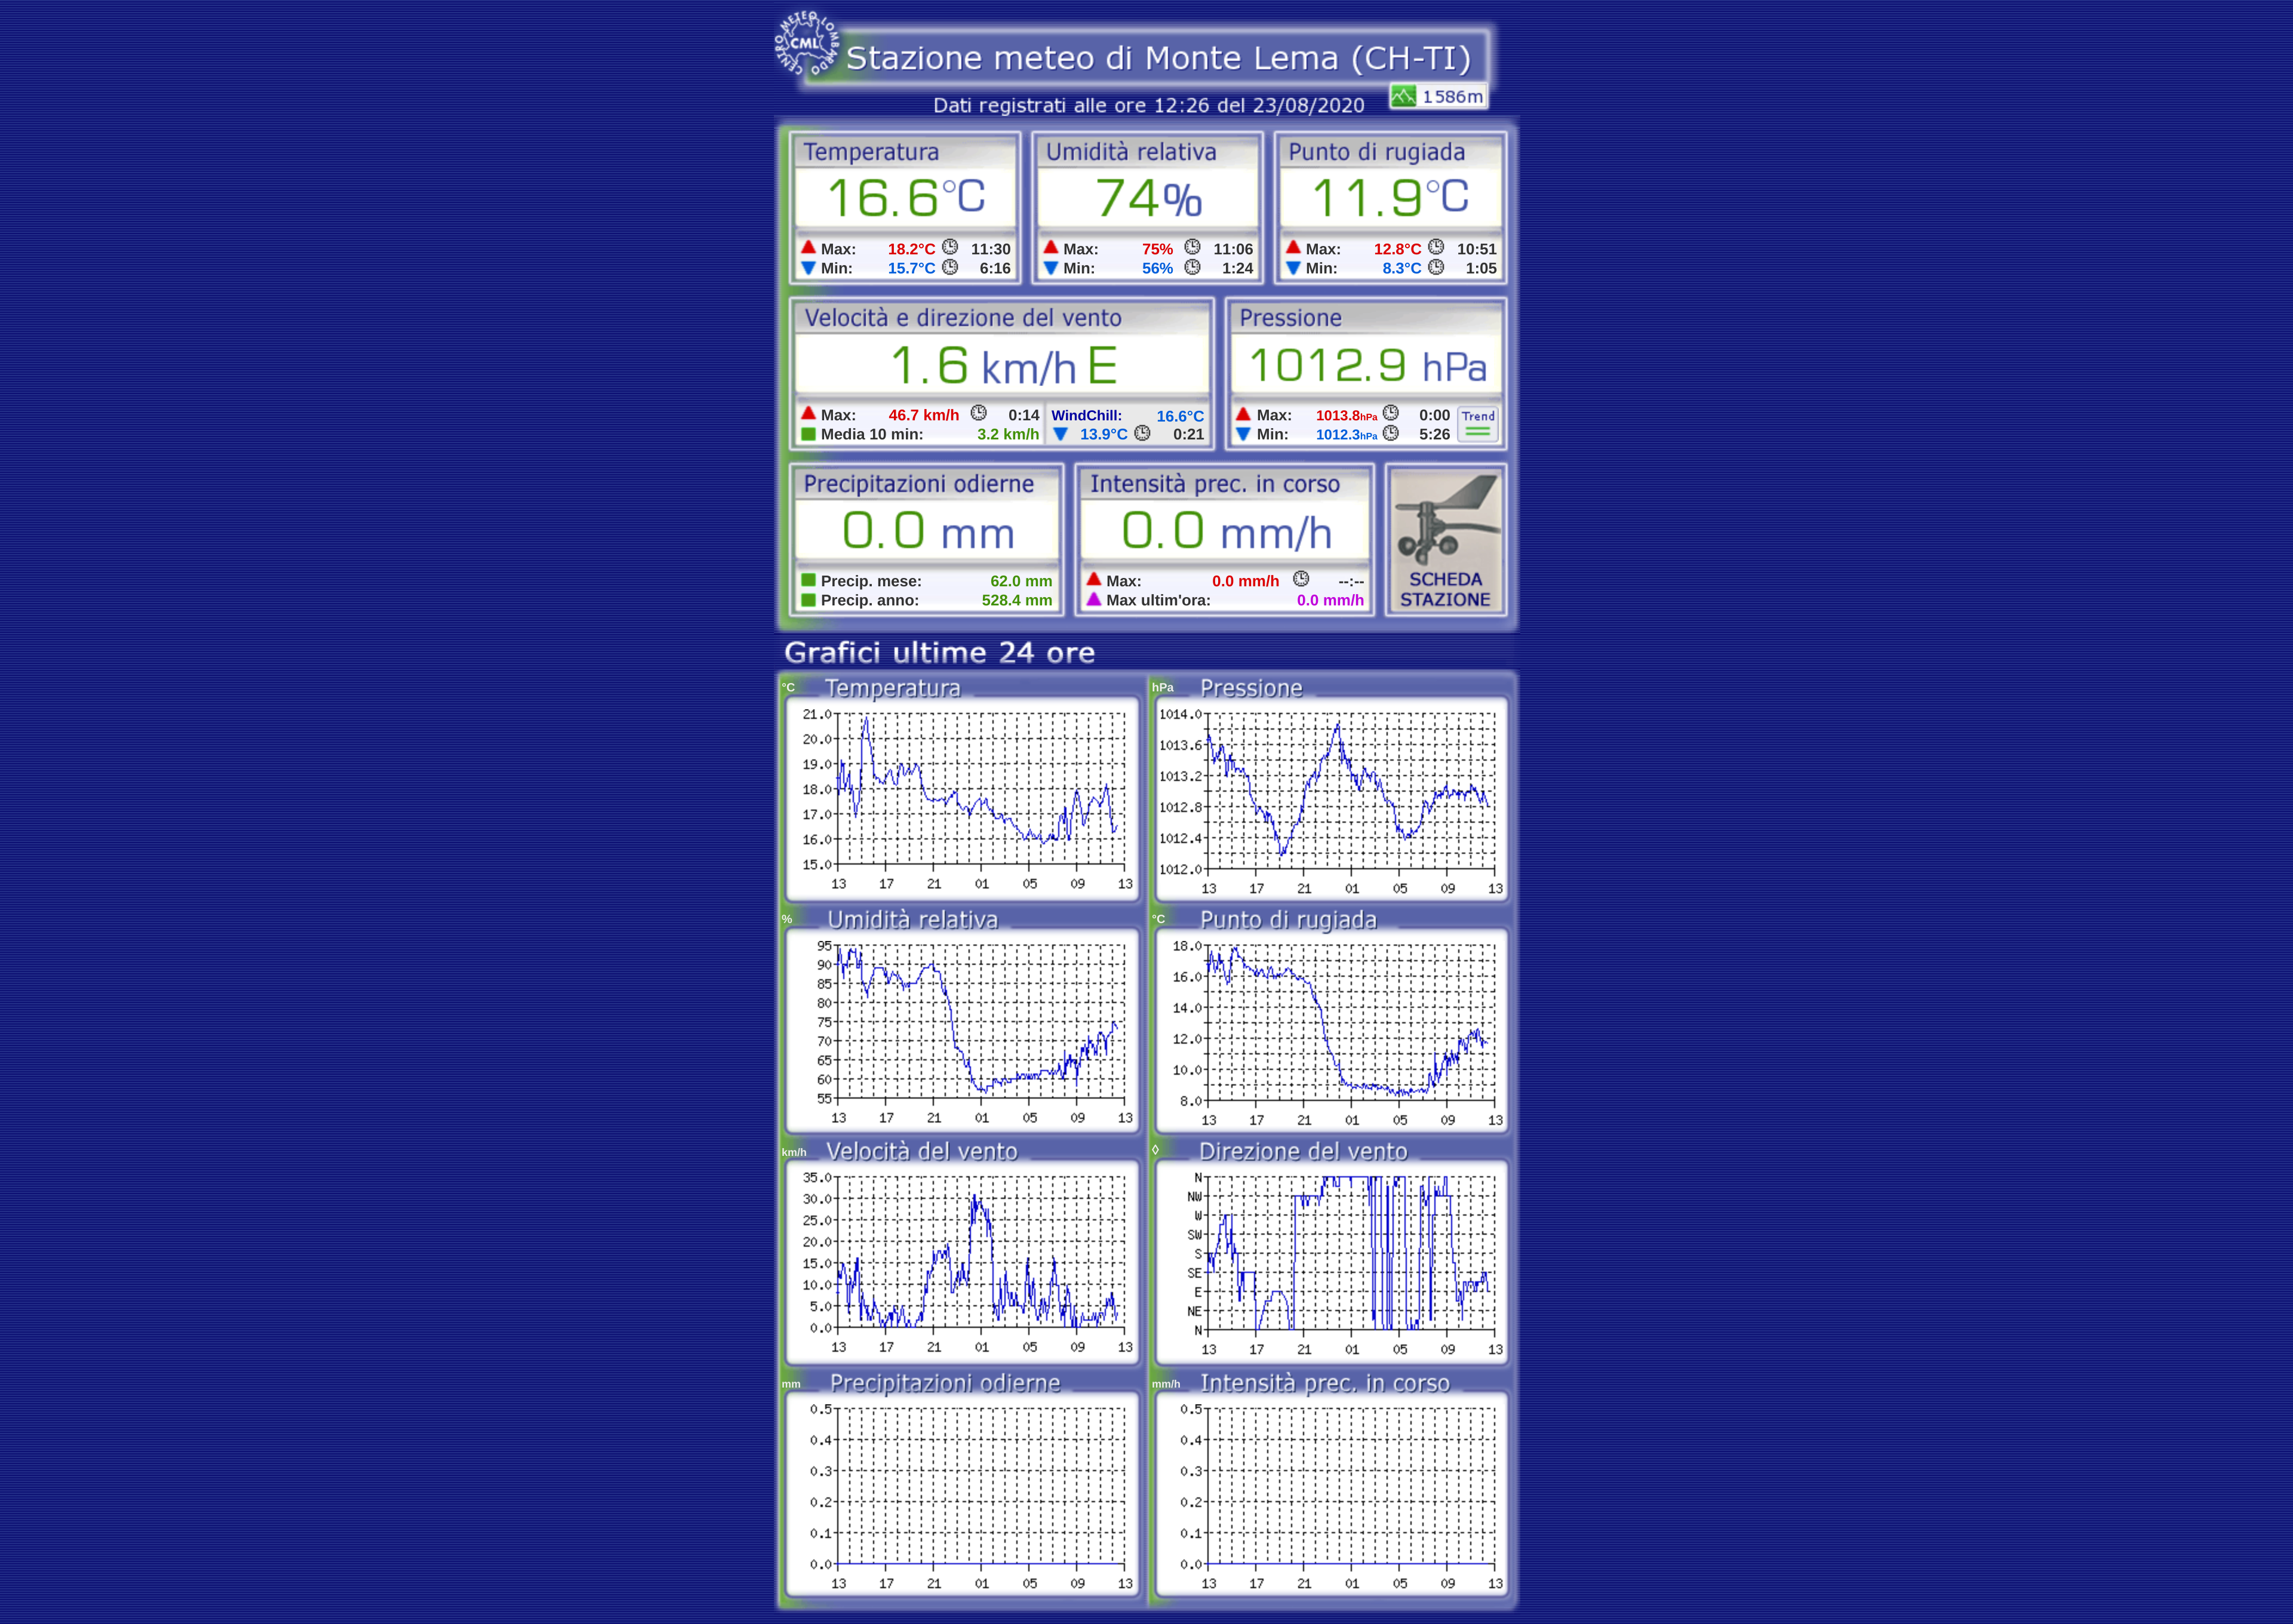 CENTRO METEO LOMBARDO
CML
Stazione meteo di Monte Lema (CH-TI)
1586m
Dati registrati alle ore 12:26 del 23/08/2020
Temperatura
16.6°C
Max: 18.2°C 11:30
Min: 15.7°C 6:16
Umidità relativa
74%
Max: 75% 11:06
Min: 56% 1:24
Punto di rugiada
11.9°C
Max: 12.8°C 10:51
Min: 8.3°C 1:05
Velocità e direzione del vento
1.6 km/h E
Max: 46.7 km/h 0:14
Media 10 min: 3.2 km/h
WindChill: 16.6°C
13.9°C 0:21
Pressione
1012.9 hPa
Max: 1013.8hPa 0:00
Min: 1012.3hPa 5:26
Trend
Precipitazioni odierne
0.0 mm
Precip. mese: 62.0 mm
Precip. anno: 528.4 mm
Intensità prec. in corso
0.0 mm/h
Max: 0.0 mm/h --:--
Max ultim'ora: 0.0 mm/h
SCHEDA
STAZIONE
Grafici ultime 24 ore
°C Temperatura
21.0
20.0
19.0
18.0
17.0
16.0
15.0
13 17 21 01 05 09 13
hPa Pressione
1014.0
1013.6
1013.2
1012.8
1012.4
1012.0
13 17 21 01 05 09 13
% Umidità relativa
95
90
85
80
75
70
65
60
55
13 17 21 01 05 09 13
°C Punto di rugiada
18.0
16.0
14.0
12.0
10.0
8.0
13 17 21 01 05 09 13
km/h Velocità del vento
35.0
30.0
25.0
20.0
15.0
10.0
5.0
0.0
13 17 21 01 05 09 13
◊ Direzione del vento
N
NW
W
SW
S
SE
E
NE
N
13 17 21 01 05 09 13
mm Precipitazioni odierne
0.5
0.4
0.3
0.2
0.1
0.0
13 17 21 01 05 09 13
mm/h Intensità prec. in corso
0.5
0.4
0.3
0.2
0.1
0.0
13 17 21 01 05 09 13